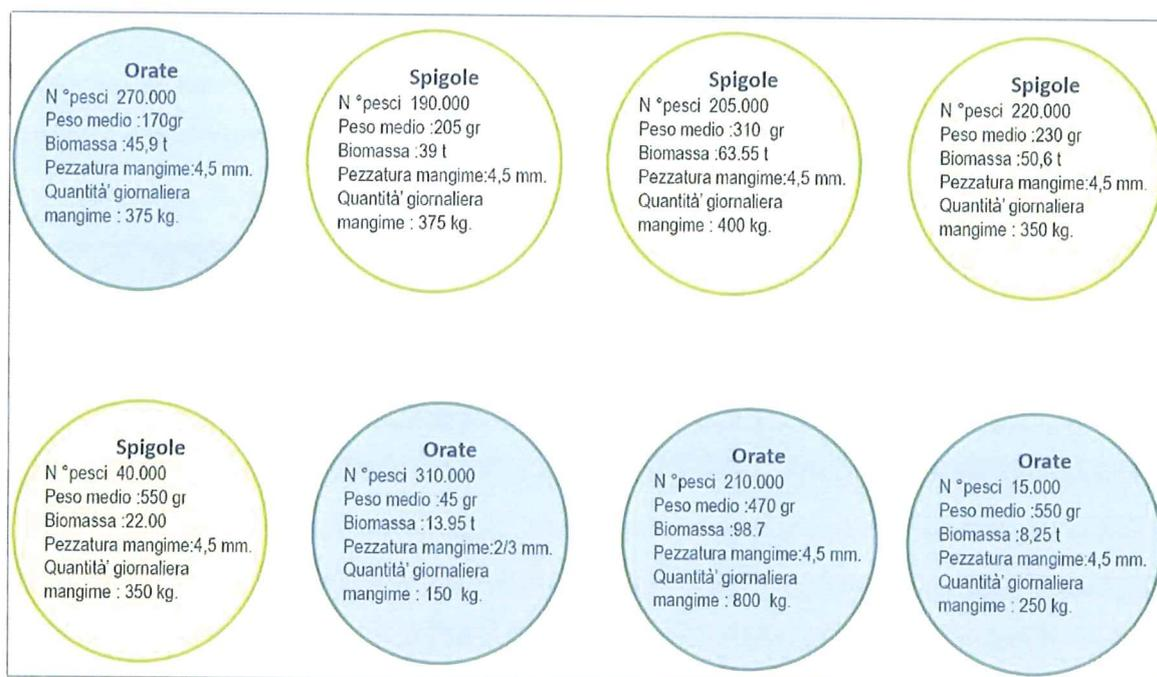 Orate
N °pesci 270.000
Peso medio :170gr
Biomassa :45,9 t
Pezzatura mangime:4,5 mm.
Quantità' giornaliera
mangime : 375 kg.
Spigole
N °pesci 190.000
Peso medio :205 gr
Biomassa :39 t
Pezzatura mangime:4,5 mm.
Quantità' giornaliera
mangime : 375 kg.
Spigole
N °pesci 205.000
Peso medio :310 gr
Biomassa :63.55 t
Pezzatura mangime:4,5 mm.
Quantità' giornaliera
mangime : 400 kg.
Spigole
N °pesci 220.000
Peso medio :230 gr
Biomassa :50,6 t
Pezzatura mangime:4,5 mm.
Quantità' giornaliera
mangime : 350 kg.
Spigole
N °pesci 40.000
Peso medio :550 gr
Biomassa :22.00
Pezzatura mangime:4,5 mm.
Quantità' giornaliera
mangime : 350 kg.
Orate
N °pesci 310.000
Peso medio :45 gr
Biomassa :13.95 t
Pezzatura mangime:2/3 mm.
Quantità' giornaliera
mangime : 150 kg.
Orate
N °pesci 210.000
Peso medio :470 gr
Biomassa :98.7
Pezzatura mangime:4,5 mm.
Quantità' giornaliera
mangime : 800 kg.
Orate
N °pesci 15.000
Peso medio :550 gr
Biomassa :8,25 t
Pezzatura mangime:4,5 mm.
Quantità' giornaliera
mangime : 250 kg.